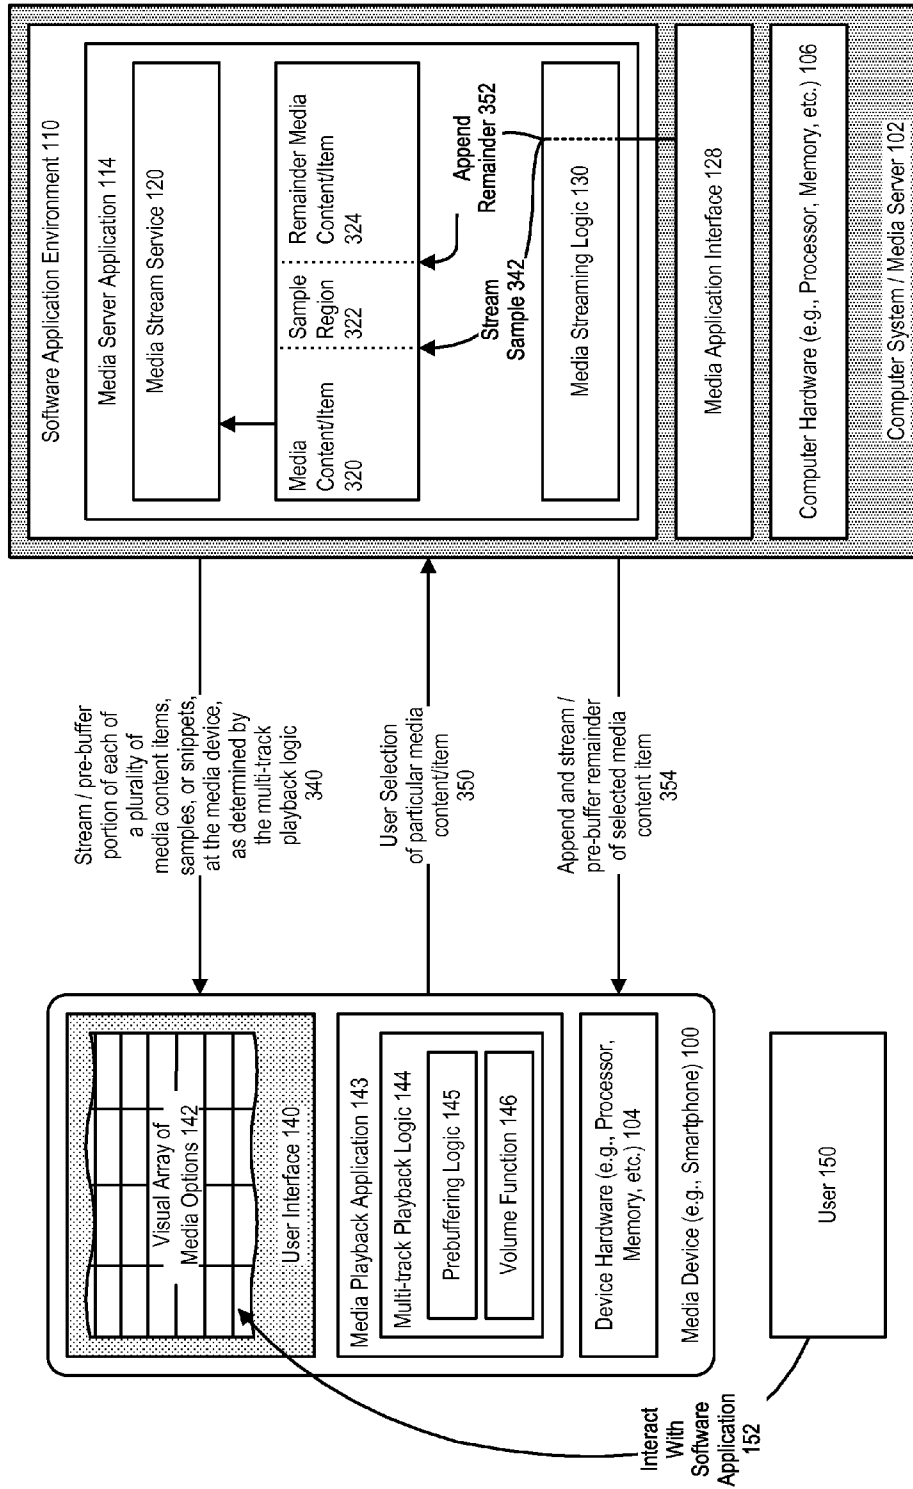 Visual Array of
Media Options 142
User Interface 140
Media Playback Application 143
Multi-track Playback Logic 144
Prebuffering Logic 145
Volume Function 146
Device Hardware (e.g., Processor,
Memory, etc.) 104
Media Device (e.g., Smartphone) 100
Interact
With
Software
Application
152
User 150
Stream / pre-buffer
portion of each of
a plurality of
media content items,
samples, or snippets,
at the media device,
as determined by
the multi-track
playback logic
340
User Selection
of particular media
content/item
350
Append and stream /
pre-buffer remainder
of selected media
content item
354
Software Application Environment 110
Media Server Application 114
Media Stream Service 120
Media
Content/Item
320
Sample
Region
322
Remainder Media
Content/Item
324
Stream
Sample 342
Append
Remainder 352
Media Streaming Logic 130
Media Application Interface 128
Computer Hardware (e.g., Processor, Memory, etc.) 106
Computer System / Media Server 102